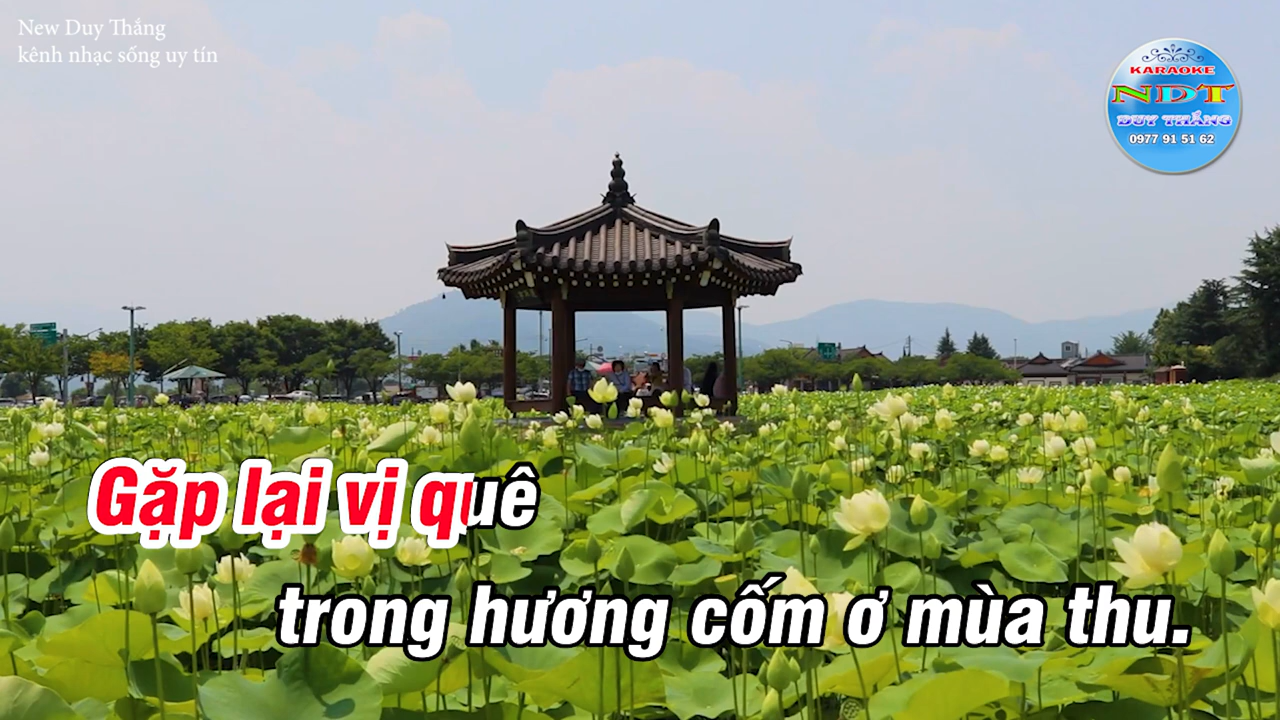 New Duy Thắng
kênh nhạc sống uy tín
KARAOKE
NDT
DUY THẮNG
0977 91 51 62
Gặp lại vị quê
trong hương cốm ơ mùa thu.